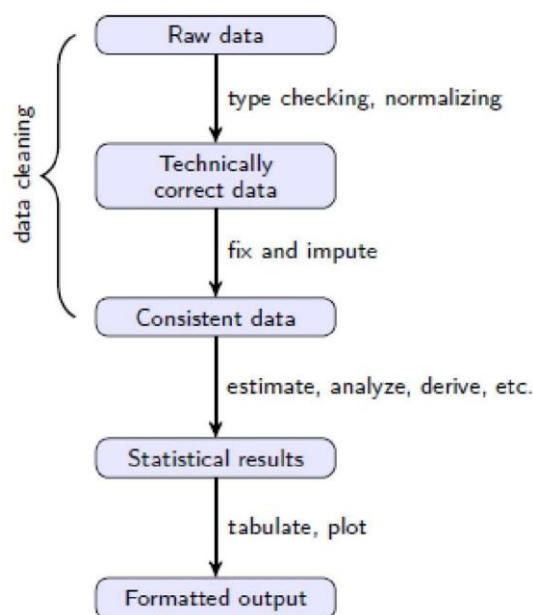 Raw data
type checking, normalizing
Technically
correct data
data cleaning
fix and impute
Consistent data
estimate, analyze, derive, etc.
Statistical results
tabulate, plot
Formatted output